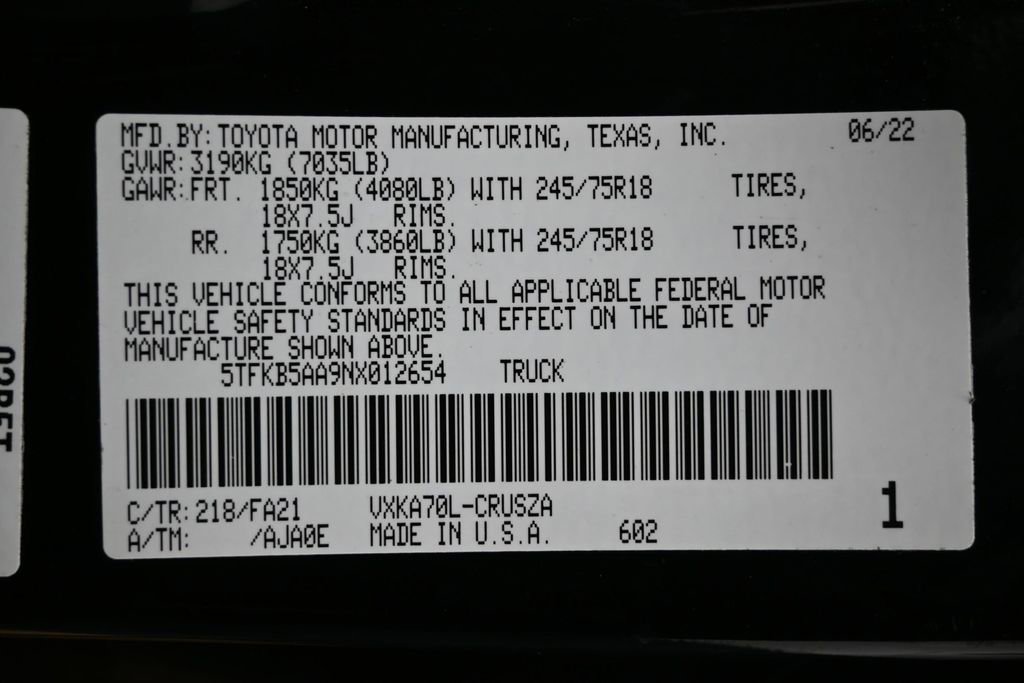 MFD.BY: TOYOTA MOTOR MANUFACTURING, TEXAS, INC. 06/22
GVWR: 3190KG (7035LB)
GAWR: FRT. 1850KG (4080LB) WITH 245/75R18 TIRES,
18X7.5J RIMS.
RR. 1750KG (3860LB) WITH 245/75R18 TIRES,
18X7.5J RIMS.
THIS VEHICLE CONFORMS TO ALL APPLICABLE FEDERAL MOTOR
VEHICLE SAFETY STANDARDS IN EFFECT ON THE DATE OF
MANUFACTURE SHOWN ABOVE.
5TFKB5AA9NX012654 TRUCK
C/TR: 218/FA21 VXKA70L-CRUSZA
A/TM: /AJA0E MADE IN U.S.A. 602
1